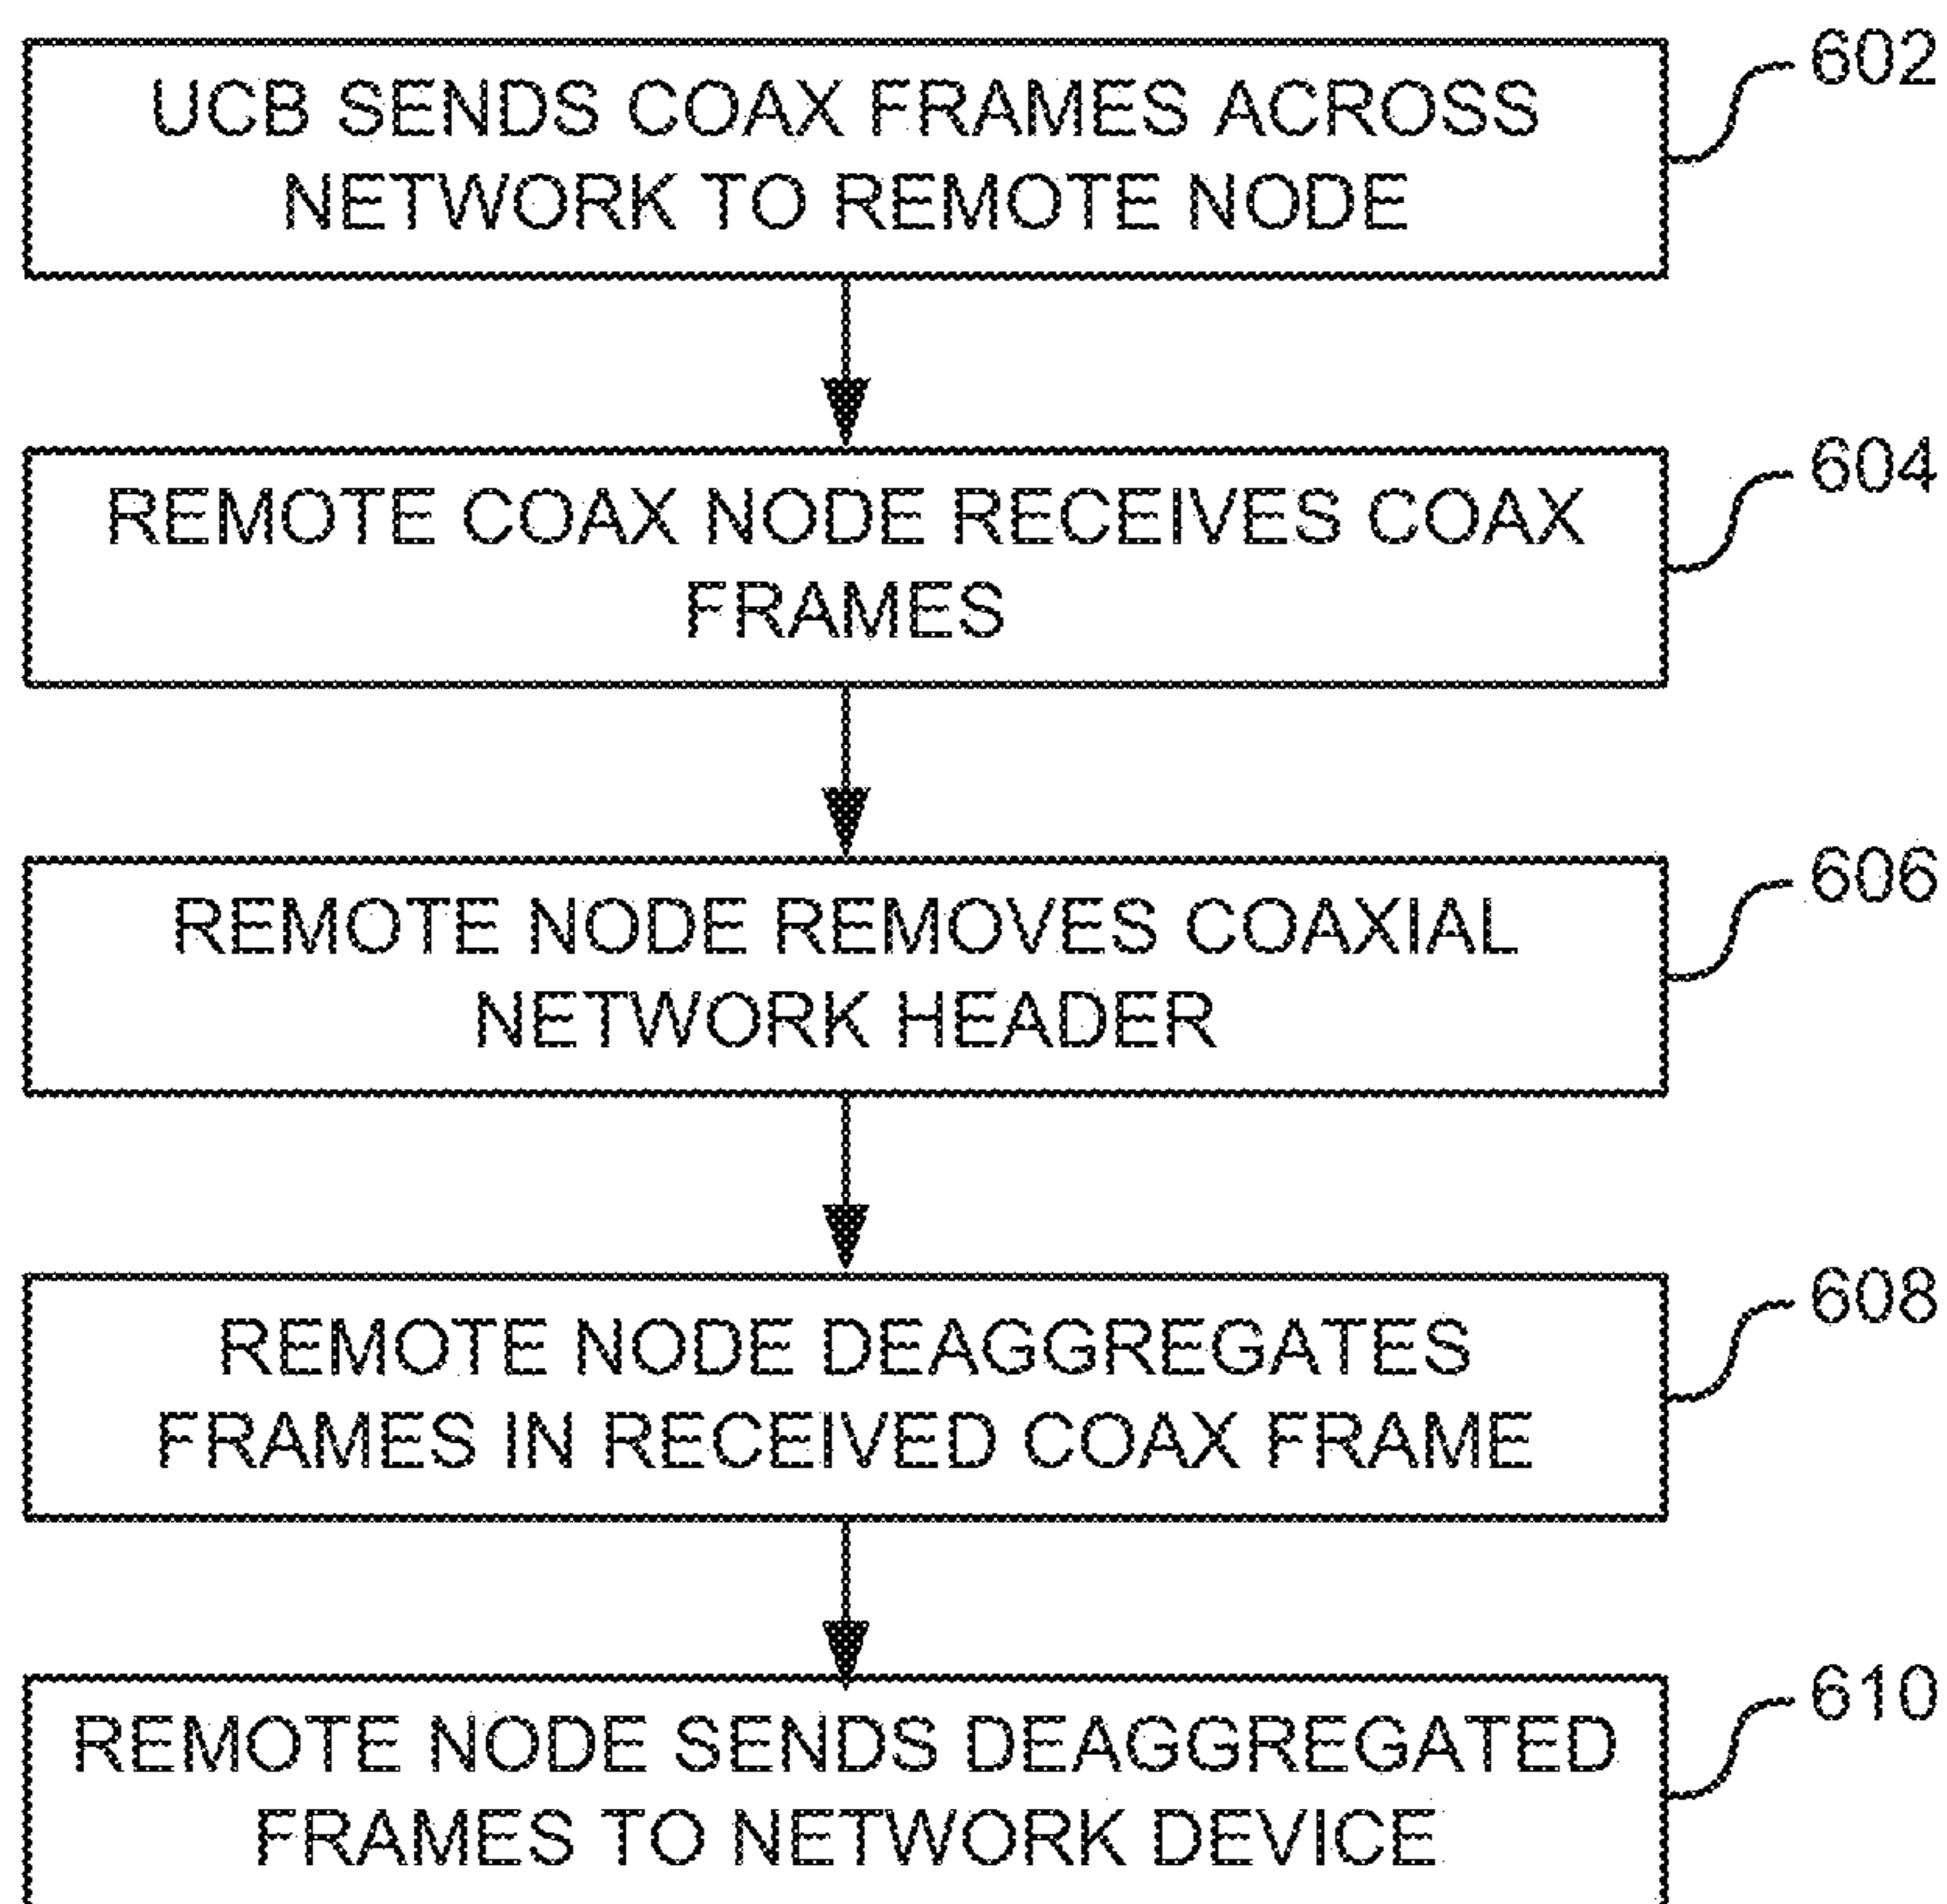 UCB SENDS COAX FRAMES ACROSS
NETWORK TO REMOTE NODE
602
REMOTE COAX NODE RECEIVES COAX
FRAMES
604
REMOTE NODE REMOVES COAXIAL
NETWORK HEADER
606
REMOTE NODE DEAGGREGATES
FRAMES IN RECEIVED COAX FRAME
608
REMOTE NODE SENDS DEAGGREGATED
FRAMES TO NETWORK DEVICE
610